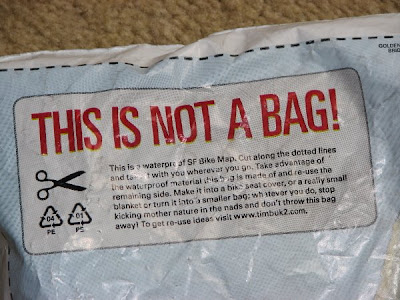 GOLDEN
THIS IS NOT A BAG!
This is a waterproof SF Bike Map. Cut along the dotted lines
and take it with you wherever you go. Take advantage of
the waterproof material this bag is made of and re-use the
remaining side. Make it into a bike seat cover, or a really small
blanket or turn it into a smaller bag; whatever you do, stop
kicking mother nature in the nads and don't throw this bag
away! To get re-use ideas visit www.timbuk2.com.
04 01
PE